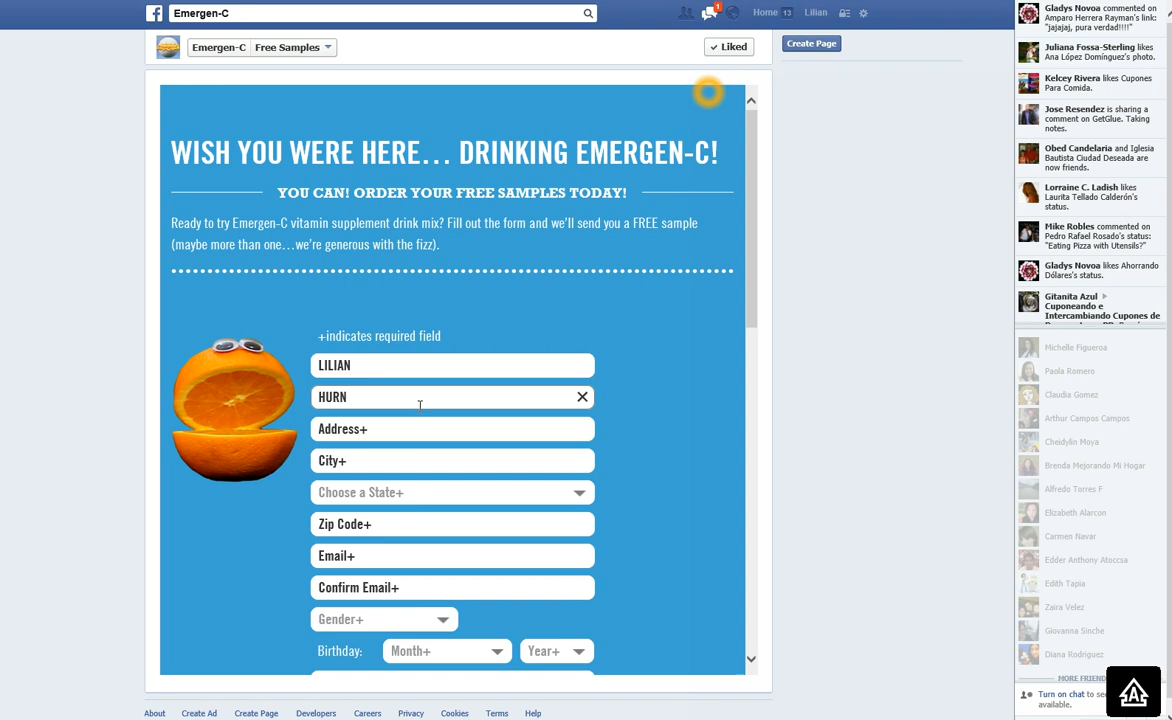 Emergen-C
1
Home 13
Lilian
Emergen-C
Free Samples
✓ Liked
Create Page
WISH YOU WERE HERE... DRINKING EMERGEN-C!
YOU CAN! ORDER YOUR FREE SAMPLES TODAY!
Ready to try Emergen-C vitamin supplement drink mix? Fill out the form and we'll send you a FREE sample
(maybe more than one...we're generous with the fizz).
+indicates required field
LILIAN
HURN
Address+
City+
Choose a State+
Zip Code+
Email+
Confirm Email+
Gender+
Birthday: Month+ Year+
About Create Ad Create Page Developers Careers Privacy Cookies Terms Help
Gladys Novoa commented on
Amparo Herrera Rayman's link:
"jajajaj, pura verdad!!!!"
Juliana Fossa-Sterling likes
Ana López Domínguez's photo.
Kelcey Rivera likes Cupones
Para Comida.
Jose Resendez is sharing a
comment on GetGlue. Taking
notes.
Obed Candelaria and Iglesia
Bautista Ciudad Deseada are
now friends.
Lorraine C. Ladish likes
Laurita Tellado Calderón's
status.
Mike Robles commented on
Pedro Rafael Rosado's status:
"Eating Pizza with Utensils?"
Gladys Novoa likes Ahorrando
Dólares's status.
Gitanita Azul ▶
Cuponeando e
Intercambiando Cupones de
Michelle Figueroa
Paola Romero
Claudia Gomez
Arthur Campos Campos
Cheidylin Moya
Brenda Mejorando Mi Hogar
Alfredo Torres F
Elizabeth Alarcon
Carmen Navar
Edder Anthony Atoccsa
Edith Tapia
Zaira Velez
Giovanna Sinche
Diana Rodriguez
MORE FRIEND
Turn on chat to se
available.